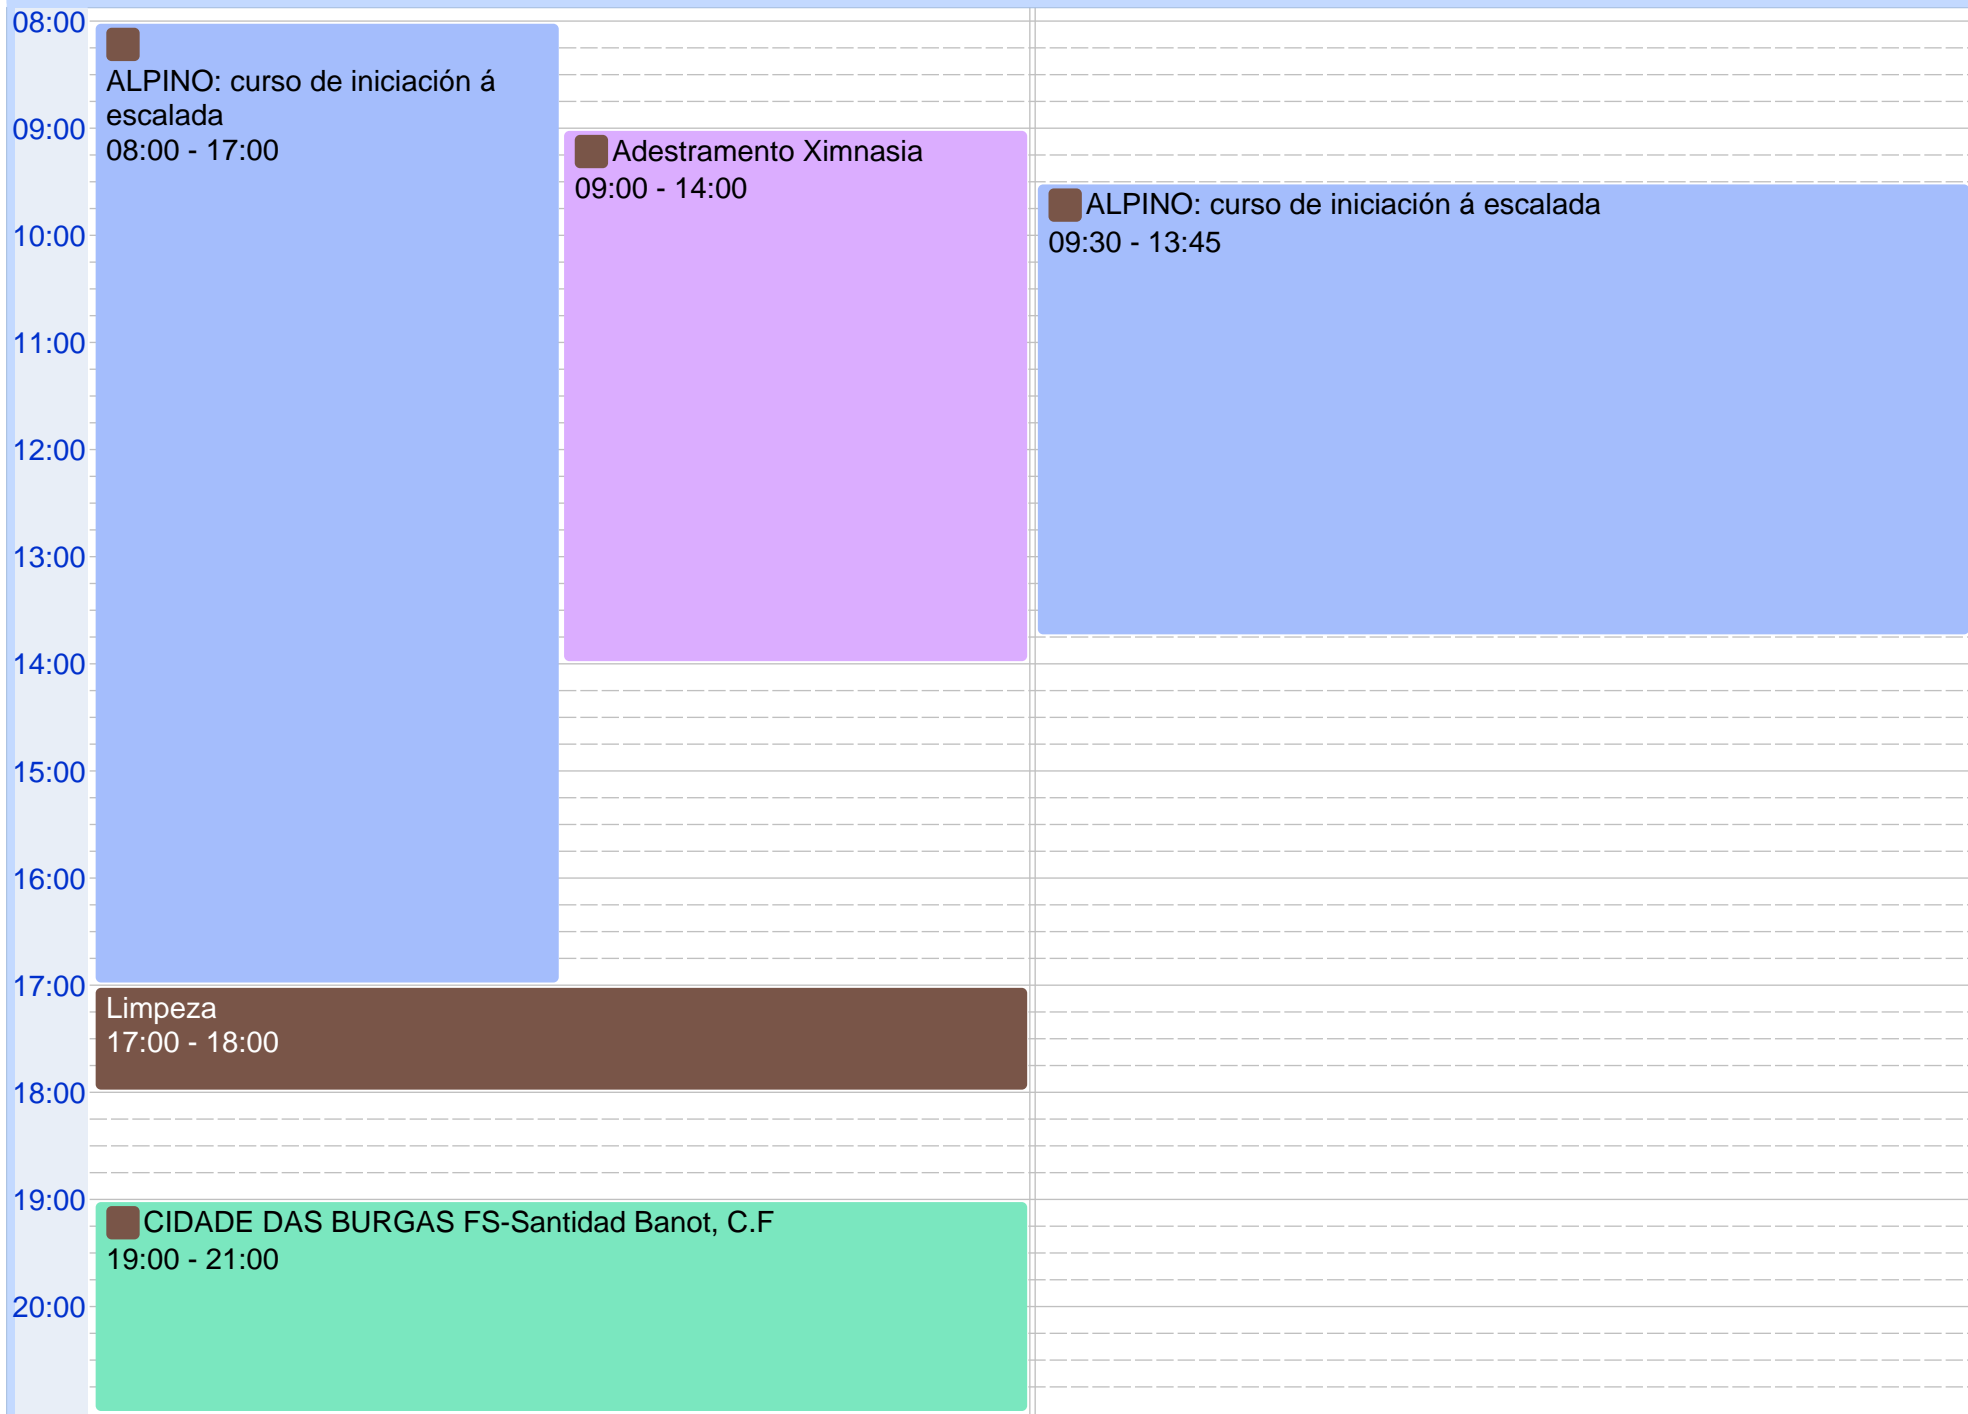 08:00
09:00
10:00
11:00
12:00
13:00
14:00
15:00
16:00
17:00
18:00
19:00
20:00
ALPINO: curso de iniciación á
escalada
08:00 - 17:00
Adestramento Ximnasia
09:00 - 14:00
Limpeza
17:00 - 18:00
CIDADE DAS BURGAS FS-Santidad Banot, C.F
19:00 - 21:00
ALPINO: curso de iniciación á escalada
09:30 - 13:45